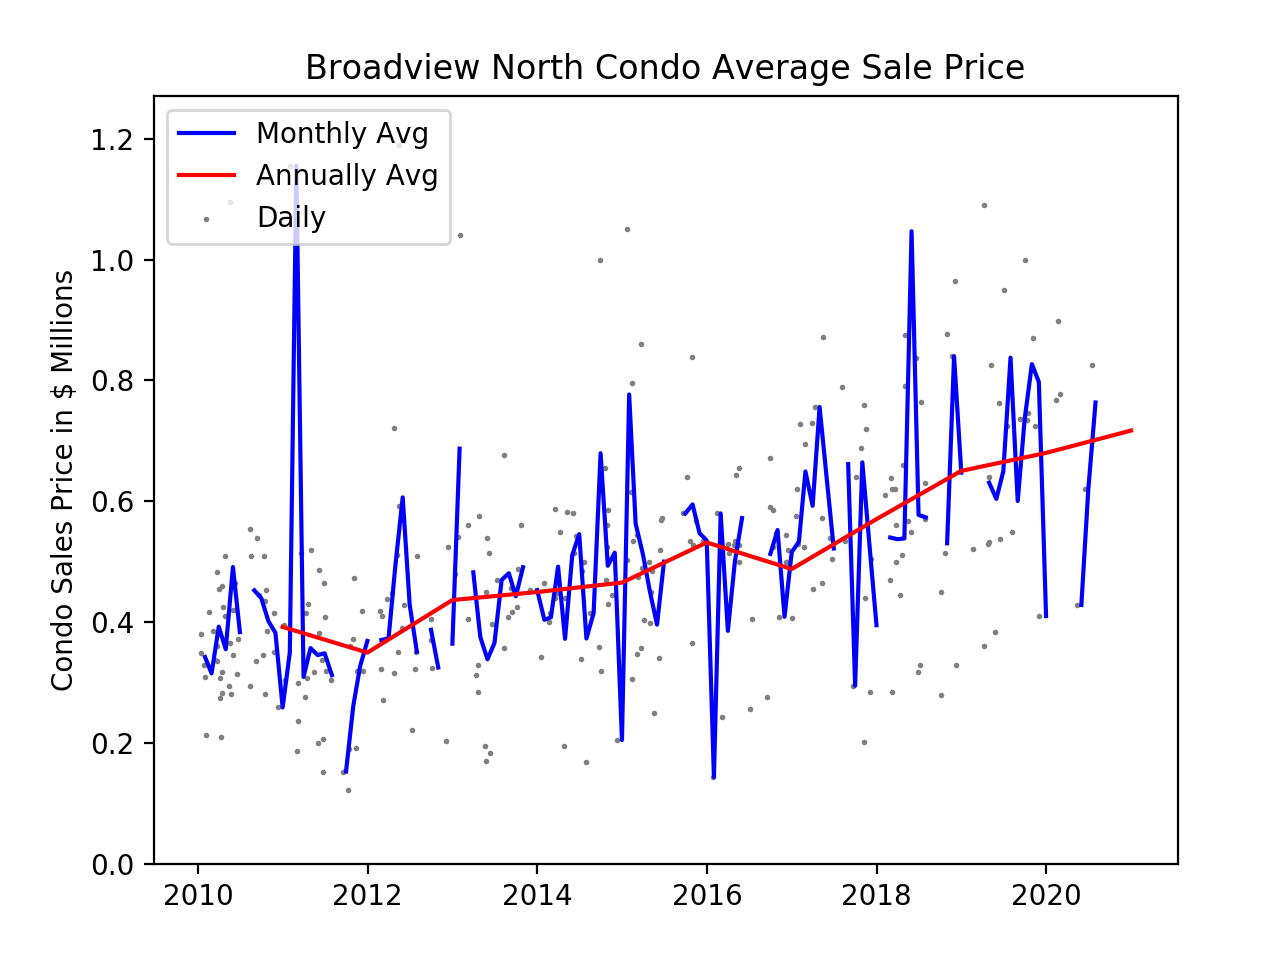 Broadview North Condo Average Sale Price
Monthly Avg
Annually Avg
Daily
Condo Sales Price in $ Millions
1.2
1.0
0.8
0.6
0.4
0.2
0.0
2010 2012 2014 2016 2018 2020